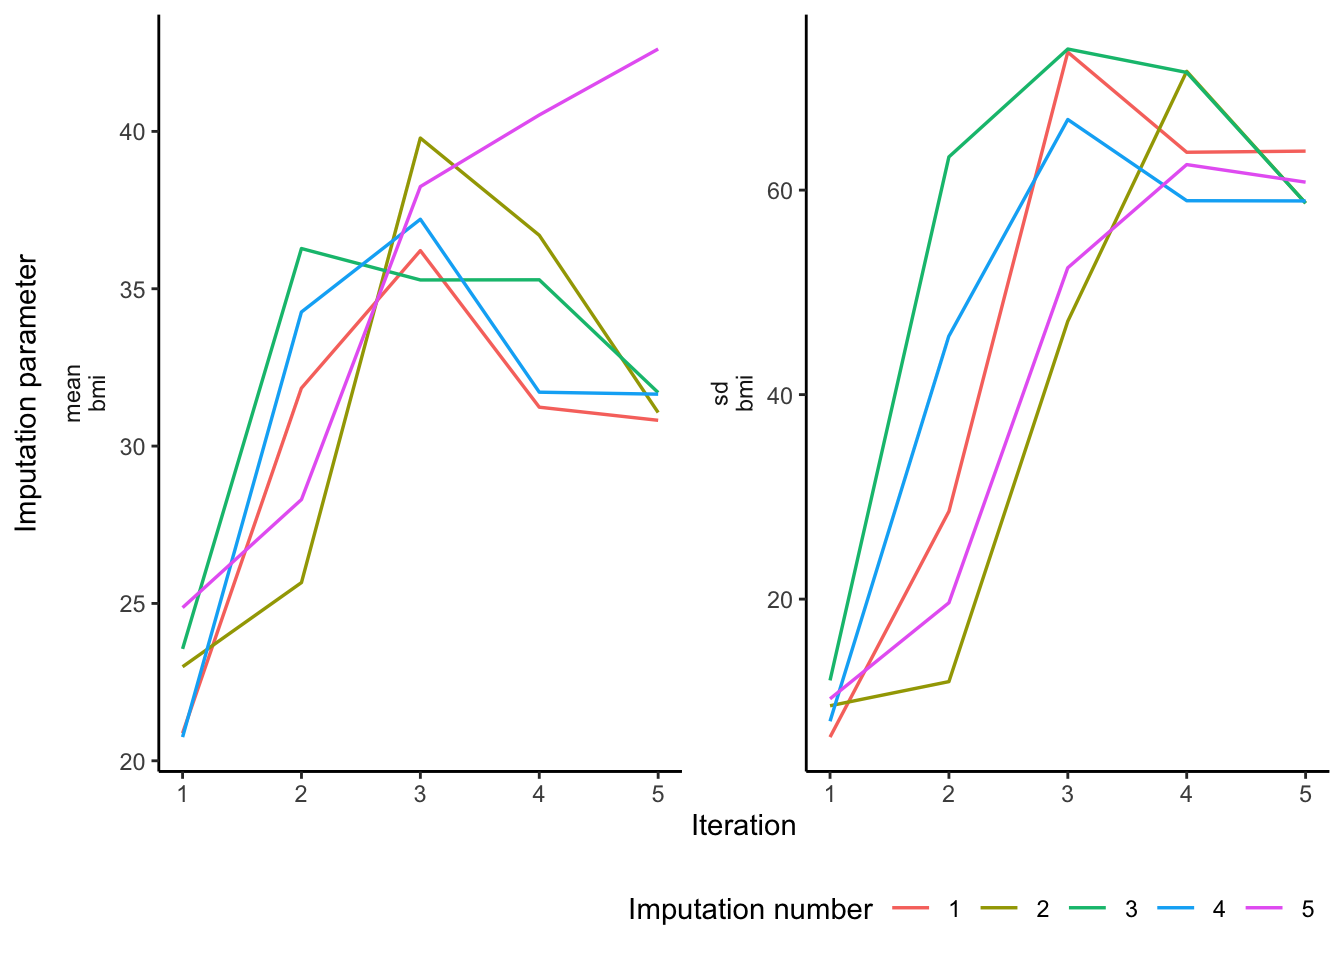 Imputation parameter
mean
bmi
40
35
30
25
20
1 2 3 4 5
sd
bmi
60
40
20
1 2 3 4 5
Iteration
Imputation number 1 2 3 4 5